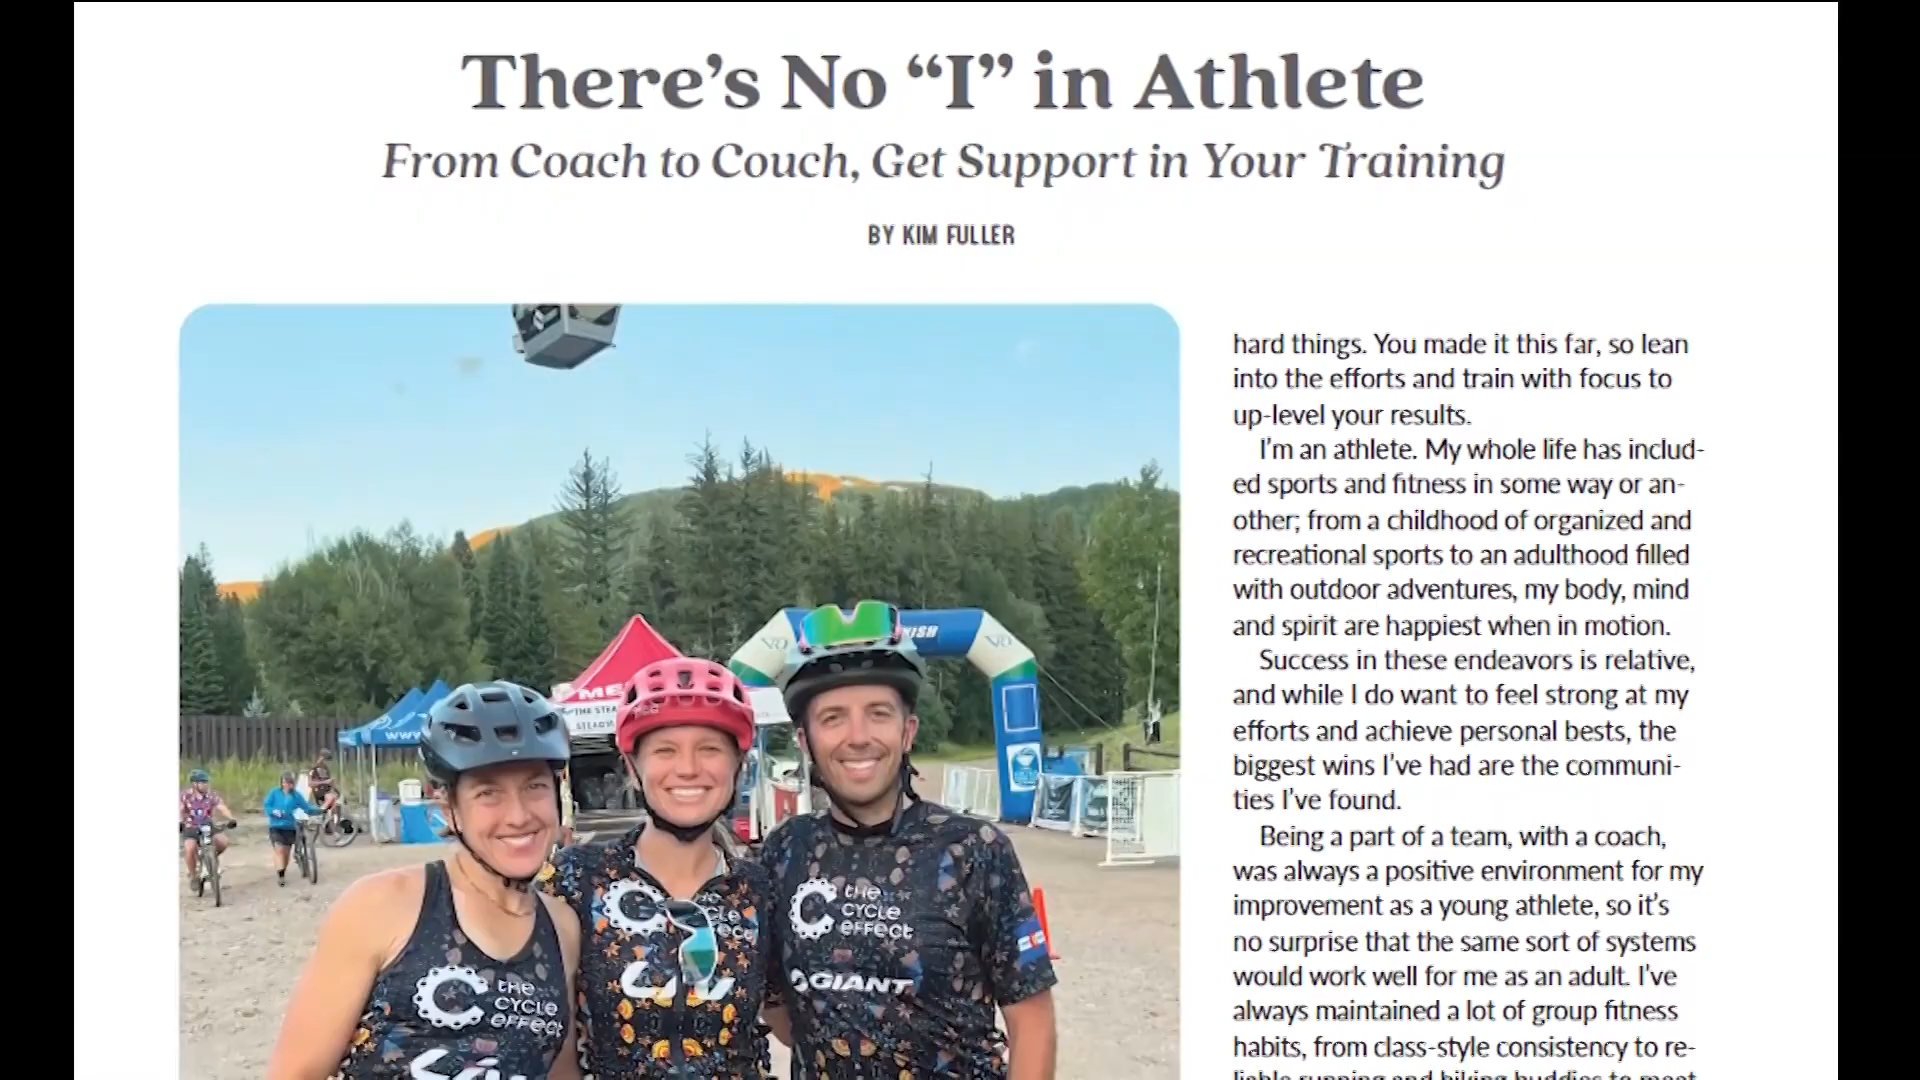 There’s No “I” in Athlete
From Coach to Couch, Get Support in Your Training
BY KIM FULLER
hard things. You made it this far, so lean
into the efforts and train with focus to
up-level your results.
I’m an athlete. My whole life has includ-
ed sports and fitness in some way or an-
other; from a childhood of organized and
recreational sports to an adulthood filled
with outdoor adventures, my body, mind
and spirit are happiest when in motion.
Success in these endeavors is relative,
and while I do want to feel strong at my
efforts and achieve personal bests, the
biggest wins I’ve had are the communi-
ties I’ve found.
Being a part of a team, with a coach,
was always a positive environment for my
improvement as a young athlete, so it’s
no surprise that the same sort of systems
would work well for me as an adult. I’ve
always maintained a lot of group fitness
habits, from class-style consistency to re-
liable running and hiking buddies to meet
THE
WWW
the
CYCLE
EFFECT
the
CYCLE
EFFECT
GIANT